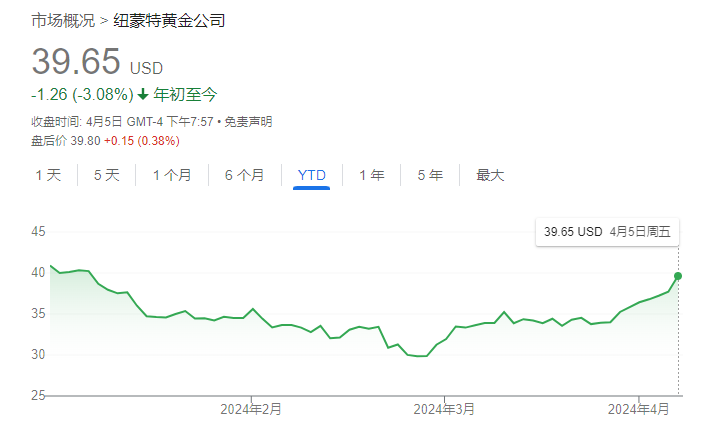 市场概况 > 纽蒙特黄金公司
39.65 USD
-1.26 (-3.08%) 年初至今
收盘时间: 4月5日 GMT-4 下午7:57 • 免责声明
盘后价 39.80 +0.15 (0.38%)
1 天 5 天 1 个月 6 个月 YTD 1 年 5 年 最大
39.65 USD 4月5日周五
45
40
35
30
25
2024年2月 2024年3月 2024年4月